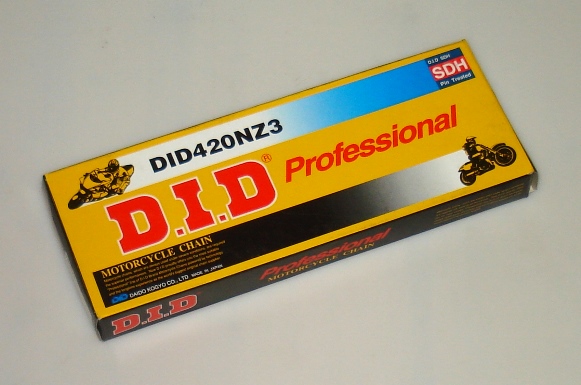 D.I.D SDH
SDH
Pin Treated
DID420NZ3
D.I.D® Professional
MOTORCYCLE CHAIN
DAIDO KOGYO CO., LTD MADE IN JAPAN
D.I.D
Professional
MOTORCYCLE CHAIN